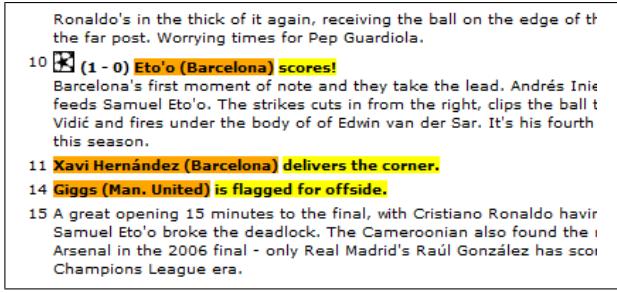 Ronaldo's in the thick of it again, receiving the ball on the edge of
the far post. Worrying times for Pep Guardiola.
10 (1 - 0) Eto'o (Barcelona) scores!
Barcelona's first moment of note and they take the lead. Andrés
feeds Samuel Eto'o. The strikes cuts in from the right, clips the ball
Vidić and fires under the body of of Edwin van der Sar. It's his fourth
this season.
11 Xavi Hernández (Barcelona) delivers the corner.
14 Giggs (Man. United) is flagged for offside.
15 A great opening 15 minutes to the final, with Cristiano Ronaldo
Samuel Eto'o broke the deadlock. The Cameroonian also found the
Arsenal in the 2006 final - only Real Madrid's Raúl González has
Champions League era.